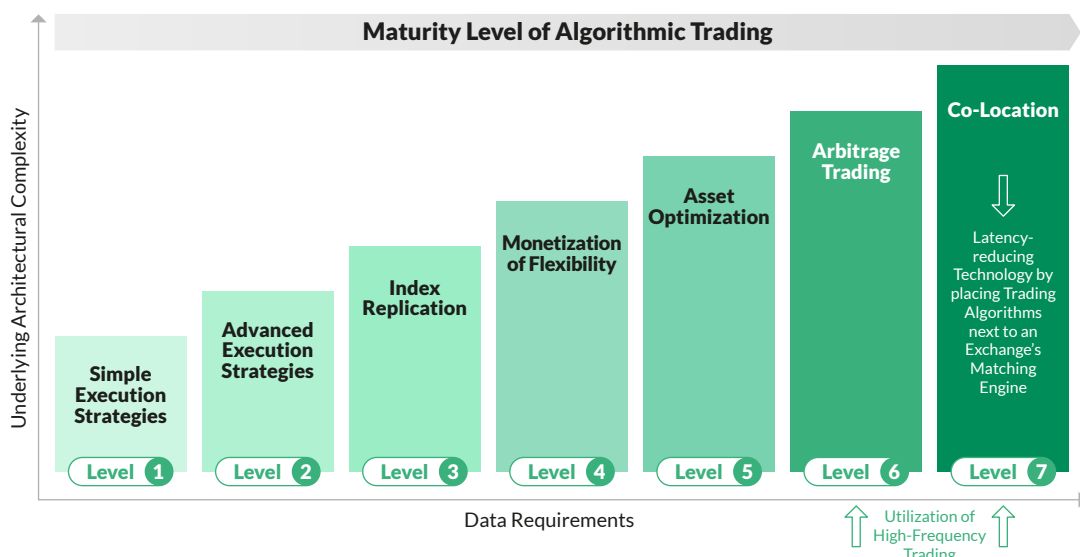 Maturity Level of Algorithmic Trading
Underlying Architectural Complexity
Simple
Execution
Strategies
Level 1
Advanced
Execution
Strategies
Level 2
Index
Replication
Level 3
Monetization
of Flexibility
Level 4
Asset
Optimization
Level 5
Arbitrage
Trading
Level 6
Co-Location
Latency-
reducing
Technology by
placing Trading
Algorithms
next to an
Exchange's
Matching
Engine
Level 7
Data Requirements
Utilization of
High-Frequency
Trading